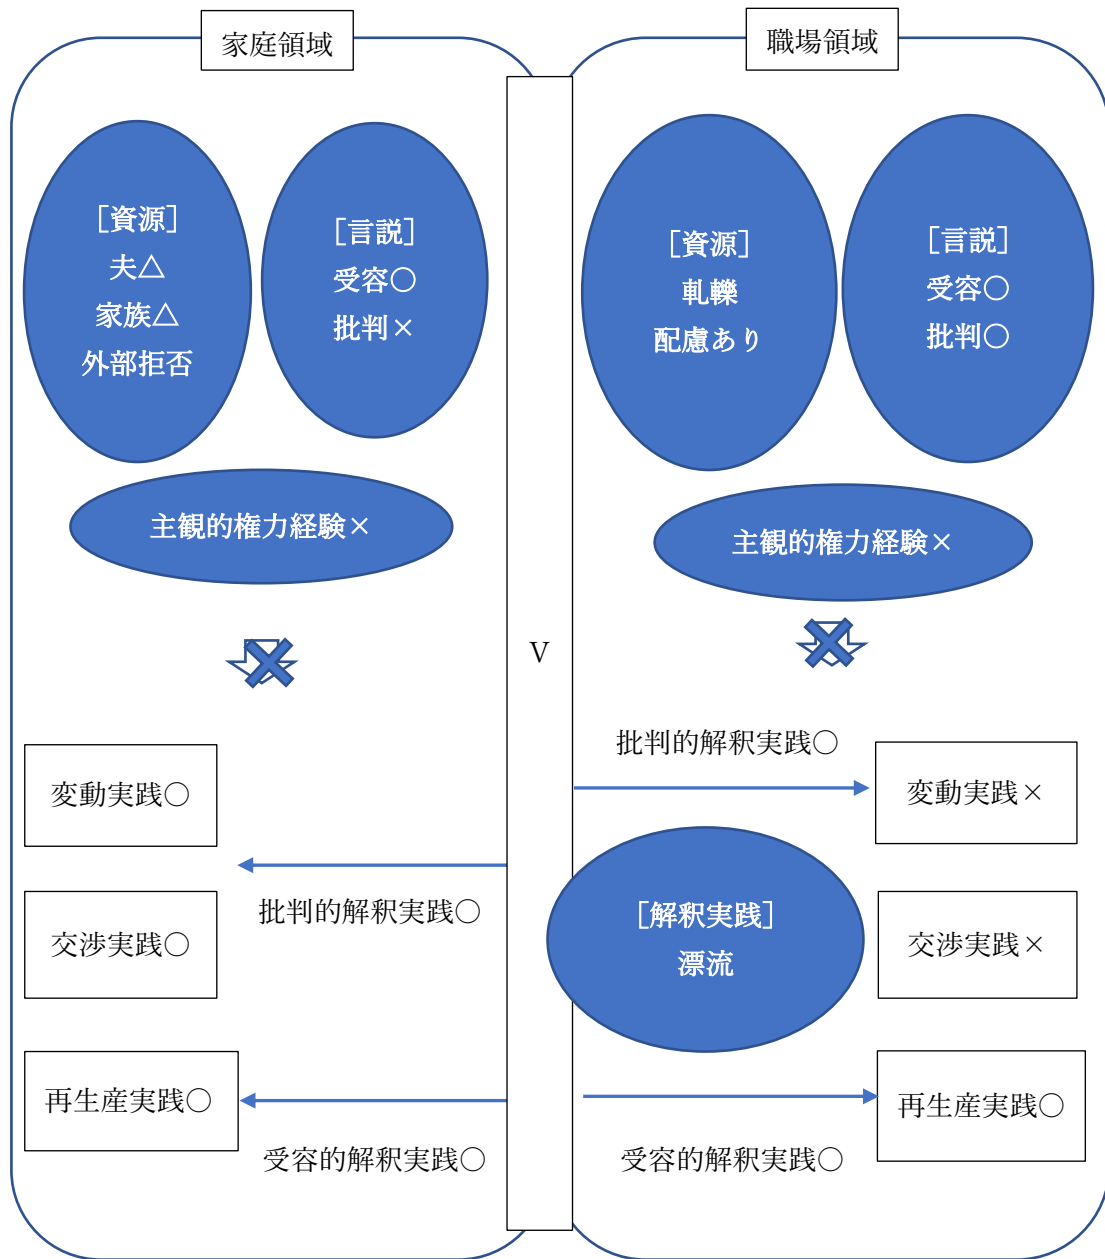 家庭領域
職場領域
［資源］
夫△
家族△
外部拒否
［言説］
受容○
批判×
主観的権力経験×
［資源］
軋轢
配慮あり
［言説］
受容○
批判○
主観的権力経験×
V
変動実践○
批判的解釈実践○
交渉実践○
再生産実践○
受容的解釈実践○
批判的解釈実践○
変動実践×
［解釈実践］
漂流
交渉実践×
再生産実践○
受容的解釈実践○